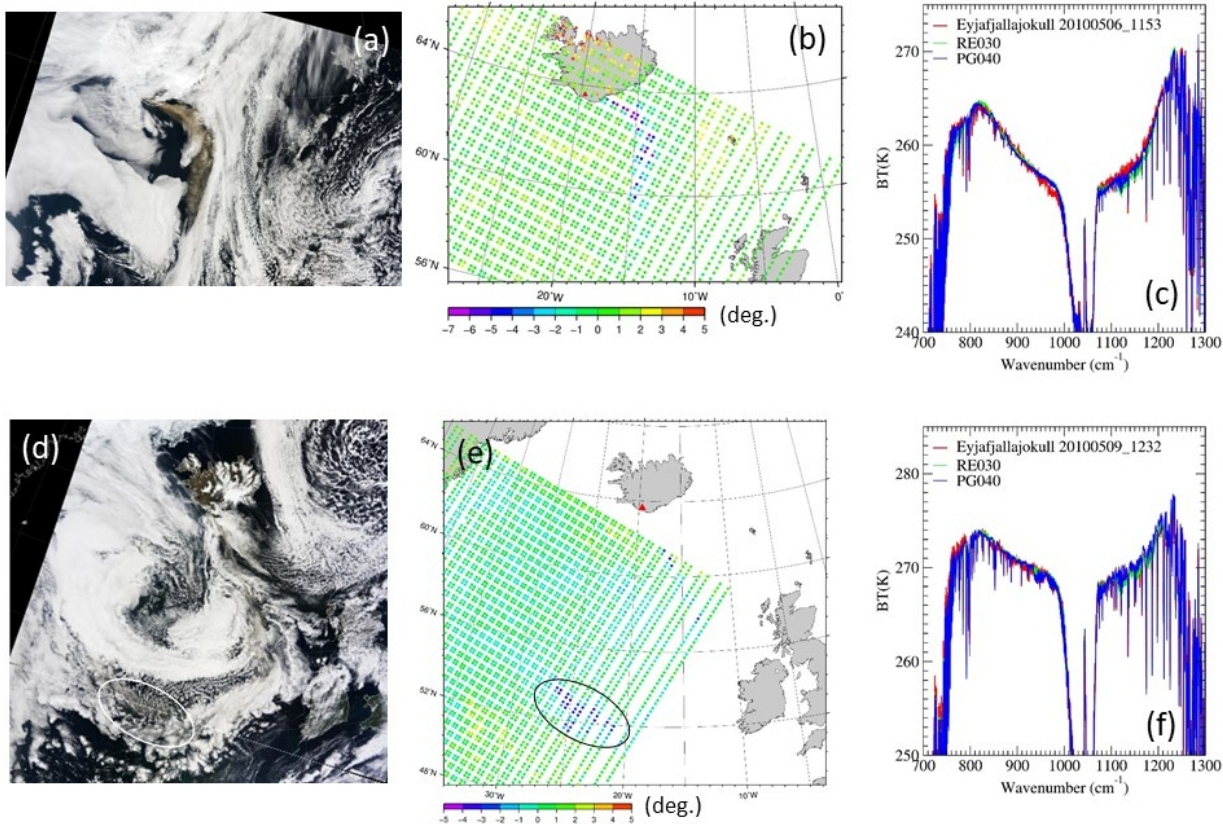 (a)
(b)
64˚N
60˚N
56˚N
20˚W
10˚W
0˚
-7 -6 -5 -4 -3 -2 -1 0 1 2 3 4 5
(deg.)
Eyjafjallajokull 20100506_1153
RE030
PG040
BT(K)
270
260
250
240
700 800 900 1000 1100 1200 1300
Wavenumber (cm-1)
(c)
(d)
(e)
64˚N
60˚N
56˚N
52˚N
48˚N
30˚W
20˚W
10˚W
-5 -4 -3 -2 -1 0 1 2 3 4 5
(deg.)
Eyjafjallajokull 20100509_1232
RE030
PG040
BT(K)
280
270
260
250
700 800 900 1000 1100 1200 1300
Wavenumber (cm-1)
(f)